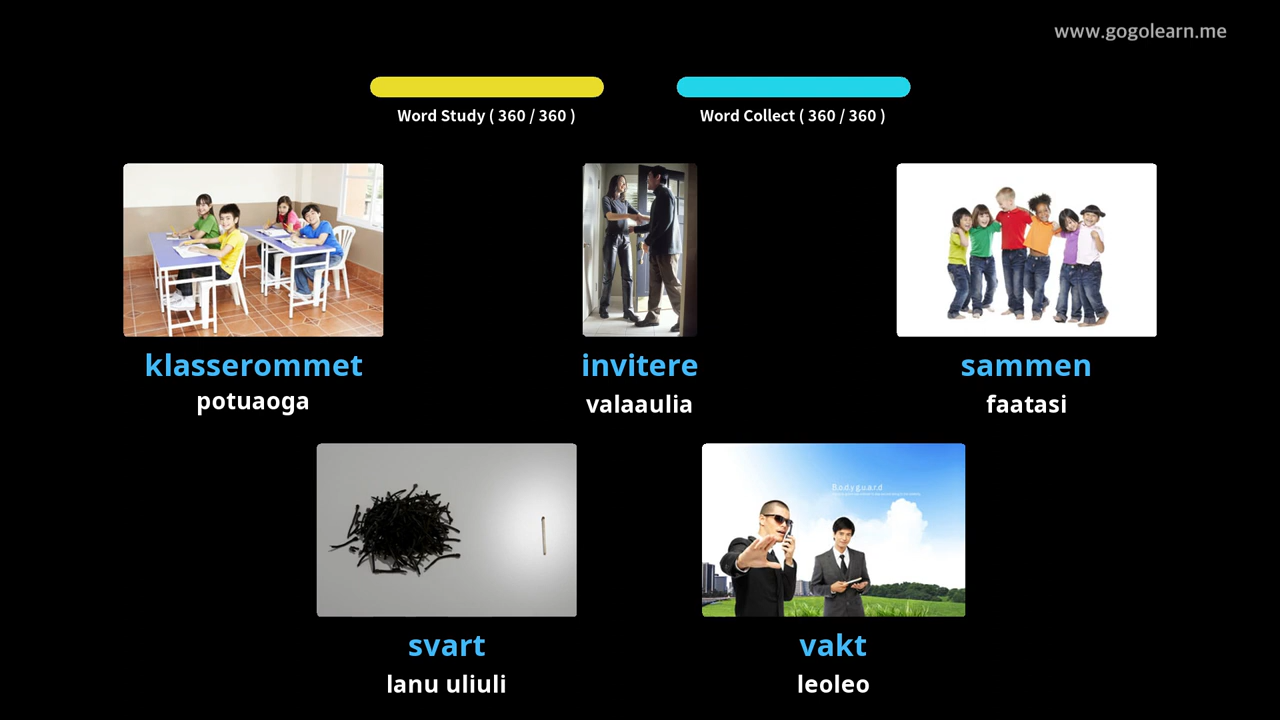 www.gogolearn.me
Word Study ( 360 / 360 )
Word Collect ( 360 / 360 )
klasserommet
potuaoga
invitere
valaaulia
sammen
faatasi
Bodyguard
svart
lanu uliuli
vakt
leoleo